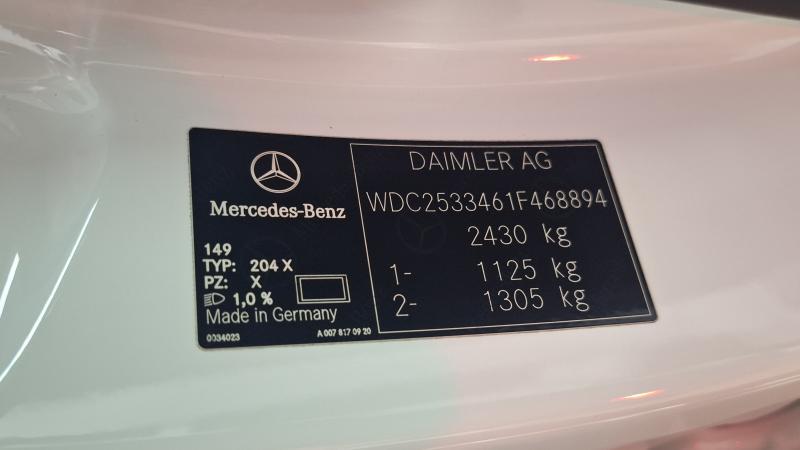 Mercedes-Benz
149
TYP: 204 X
PZ: X
1,0 %
Made in Germany
0034023
A 007 817 09 20
DAIMLER AG
WDC2533461F468894
2430 kg
1- 1125 kg
2- 1305 kg